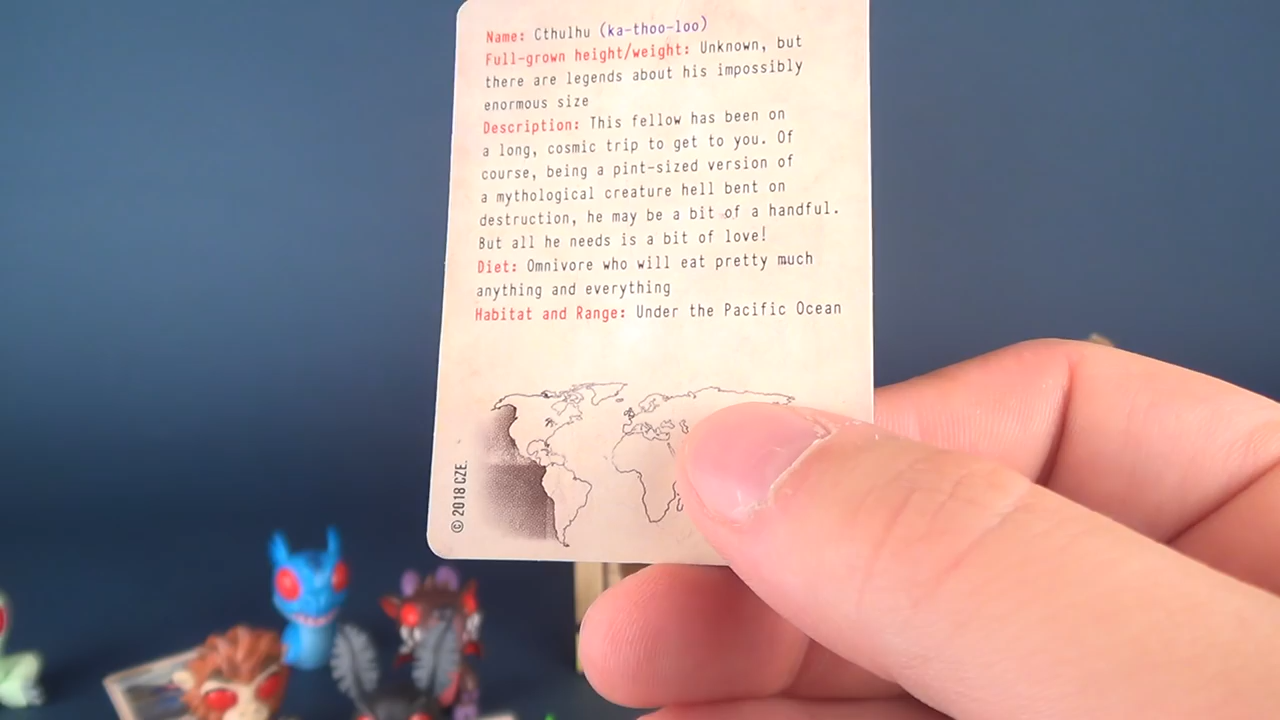 Name: Cthulhu (ka-thoo-loo)
Full-grown height/weight: Unknown, but
there are legends about his impossibly
enormous size
Description: This fellow has been on
a long, cosmic trip to get to you. Of
course, being a pint-sized version of
a mythological creature hell bent on
destruction, he may be a bit of a handful.
But all he needs is a bit of love!
Diet: Omnivore who will eat pretty much
anything and everything
Habitat and Range: Under the Pacific Ocean
© 2018 CZE.